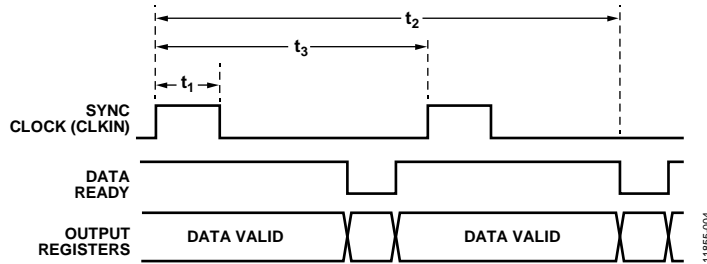 t2
t3
t1
SYNC
CLOCK (CLKIN)
DATA
READY
OUTPUT
REGISTERS
DATA VALID
DATA VALID
11855-004